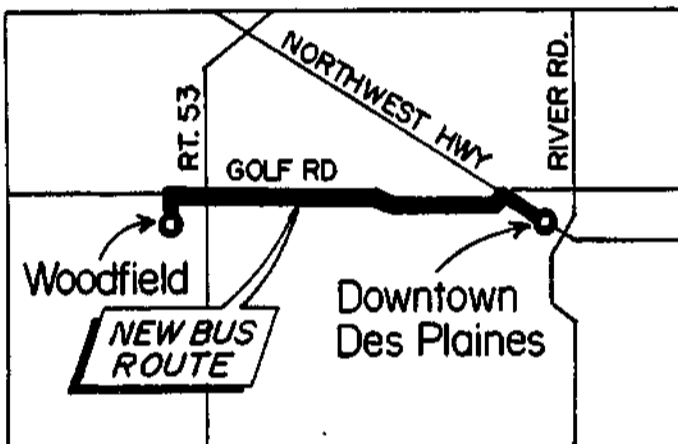 NORTHWEST HWY
RIVER RD.
RT. 53
GOLF RD
Woodfield
NEW BUS
ROUTE
Downtown
Des Plaines